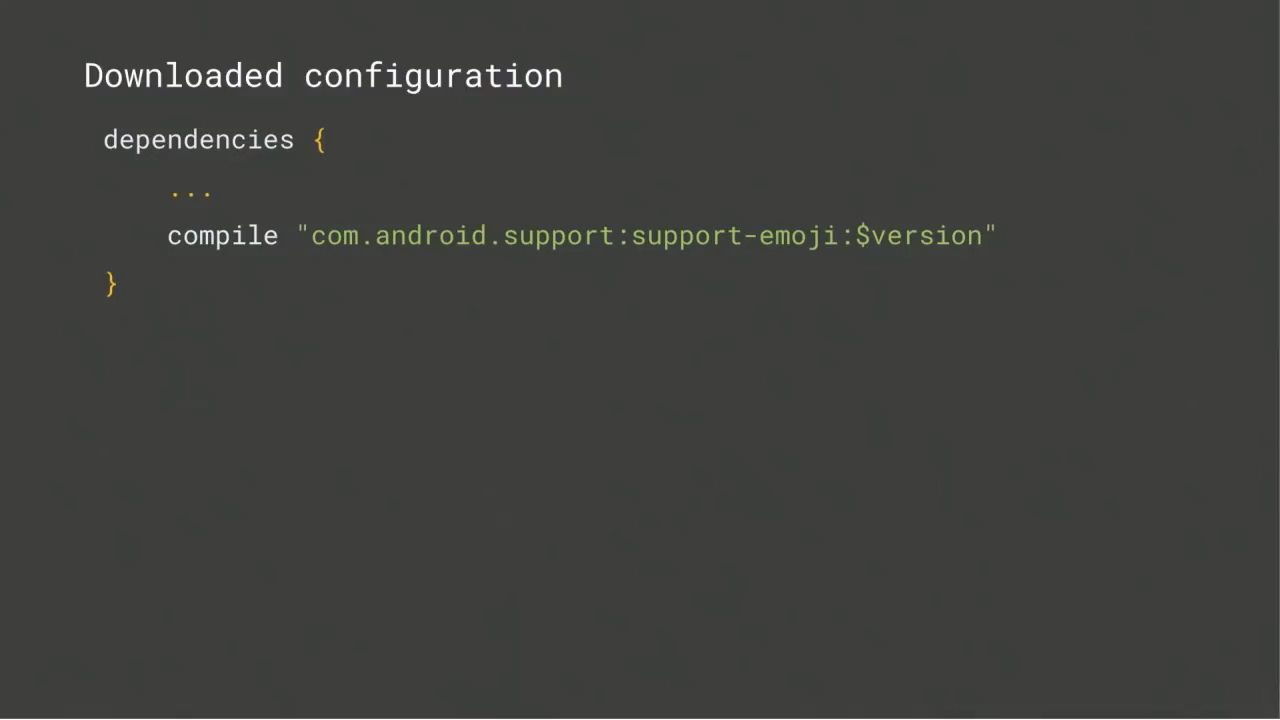 Downloaded configuration
dependencies {
...
compile "com.android.support:support-emoji:$version"
}